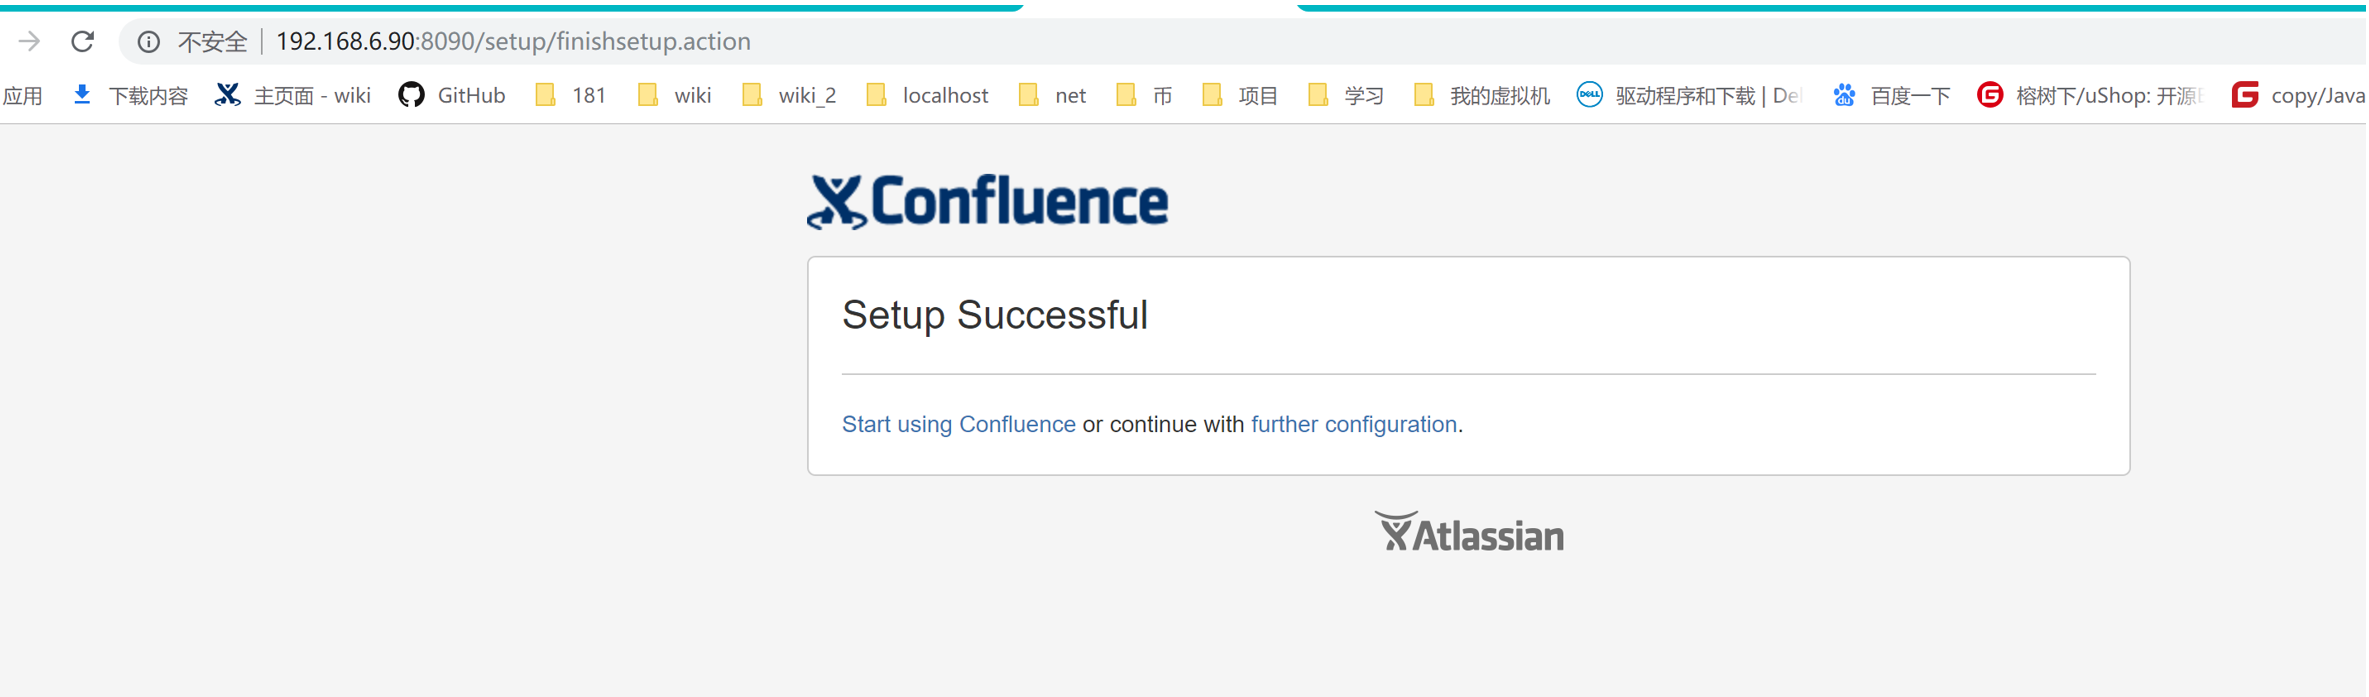 不安全 192.168.6.90:8090/setup/finishsetup.action
应用 下载内容 主页面 - wiki GitHub 181 wiki wiki_2 localhost net 币 项目 学习 我的虚拟机 驱动程序和下载 | Del 百度一下 榕树下/uShop: 开源 copy/Java
Confluence
Setup Successful
Start using Confluence or continue with further configuration.
Atlassian